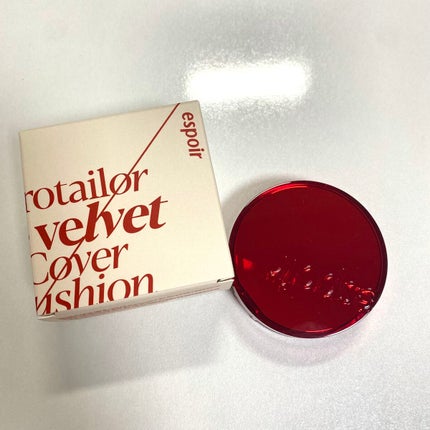 espoir
rotailor
velvet
Cover
ushion